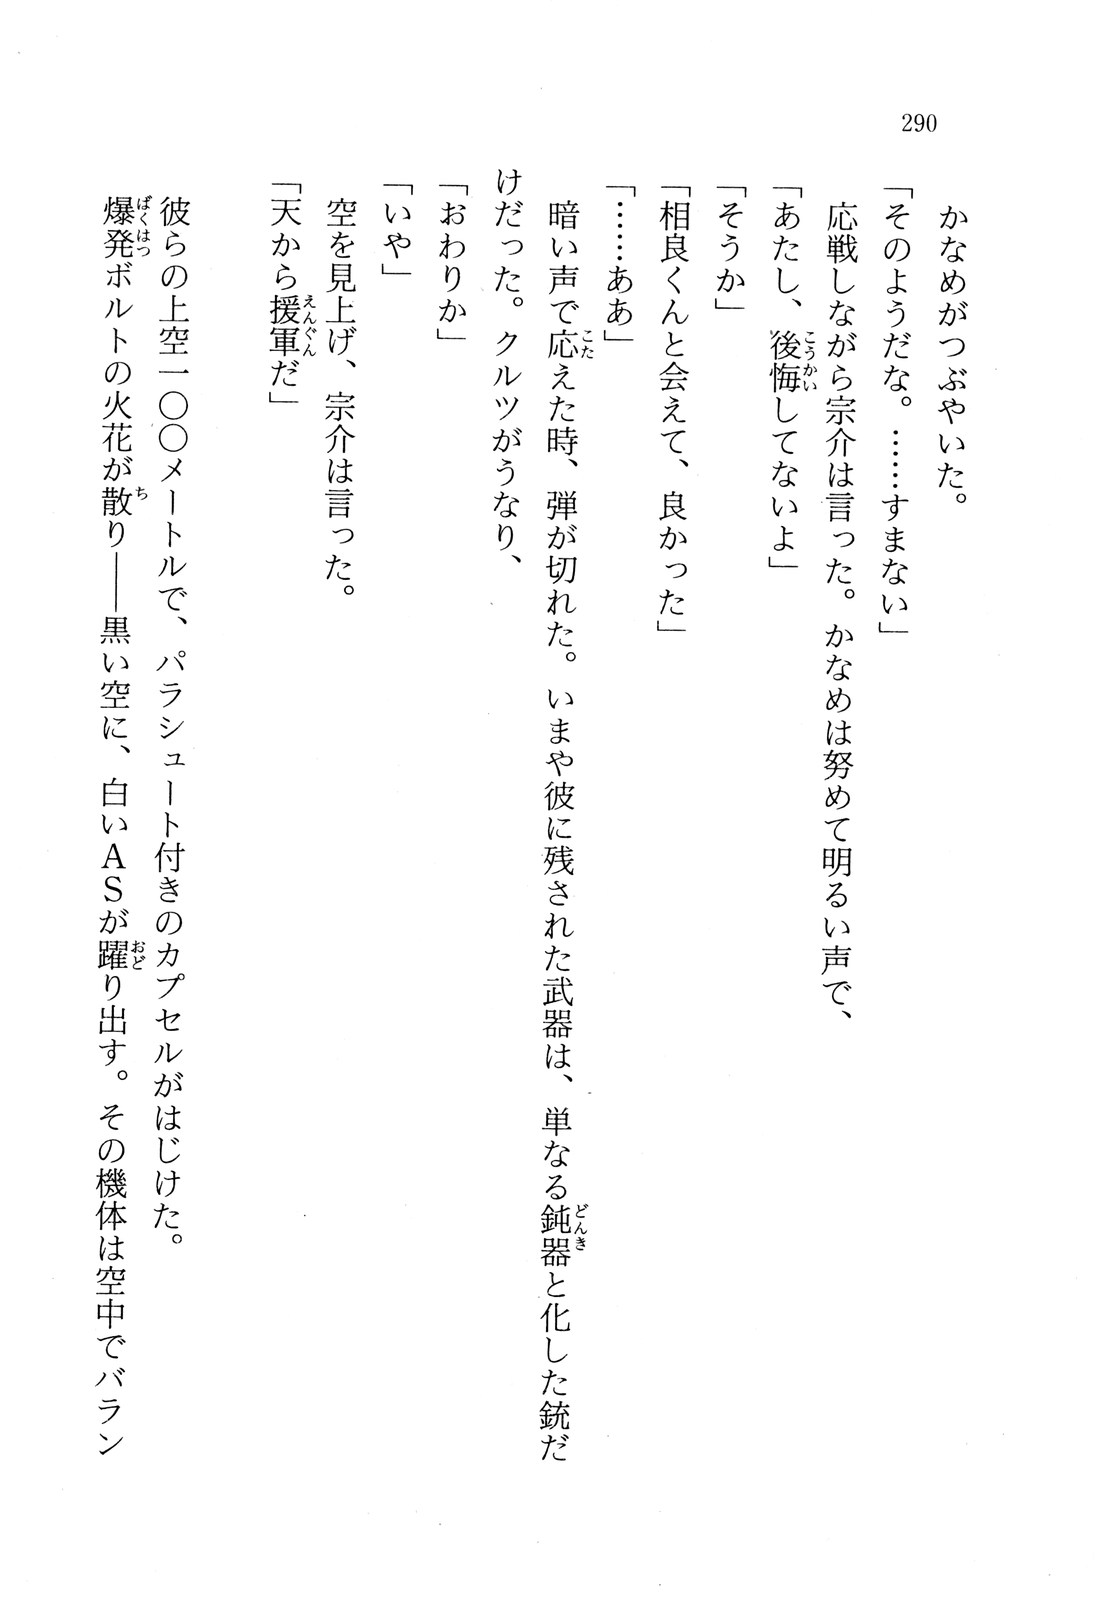 290
かなめがつぶやいた。
「そのようだな。……すまない」
応戦しながら宗介は言った。かなめは努めて明るい声で、
「あたし、後悔してないよ」
「そうか」
「相良くんと会えて、良かった」
「……ああ」
暗い声で応えた時、弾が切れた。いまや彼に残された武器は、単なる鈍器と化した銃だ
けだった。クルツがうなり、
「おわりか」
「いや」
空を見上げ、宗介は言った。
「天から援軍だ」
彼らの上空一〇〇メートルで、パラシュート付きのカプセルがはじけた。
爆発ボルトの火花が散り――黒い空に、白いASが躍り出す。その機体は空中でバラン